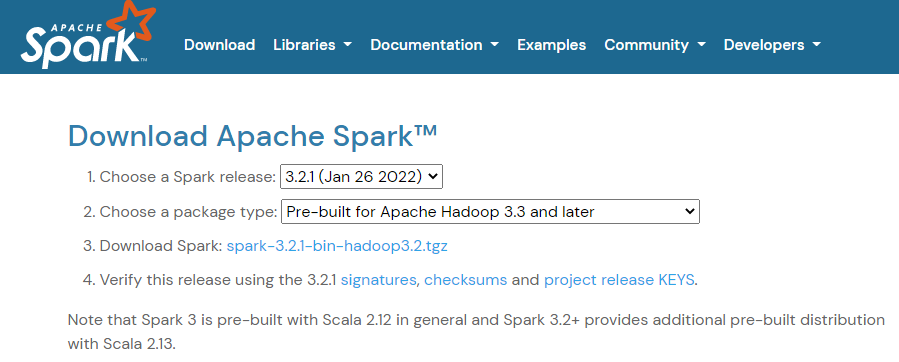 APACHE
Spark™
Download Libraries Documentation Examples Community Developers
Download Apache Spark™
1. Choose a Spark release: 3.2.1 (Jan 26 2022)
2. Choose a package type: Pre-built for Apache Hadoop 3.3 and later
3. Download Spark: spark-3.2.1-bin-hadoop3.2.tgz
4. Verify this release using the 3.2.1 signatures, checksums and project release KEYS.
Note that Spark 3 is pre-built with Scala 2.12 in general and Spark 3.2+ provides additional pre-built distribution
with Scala 2.13.